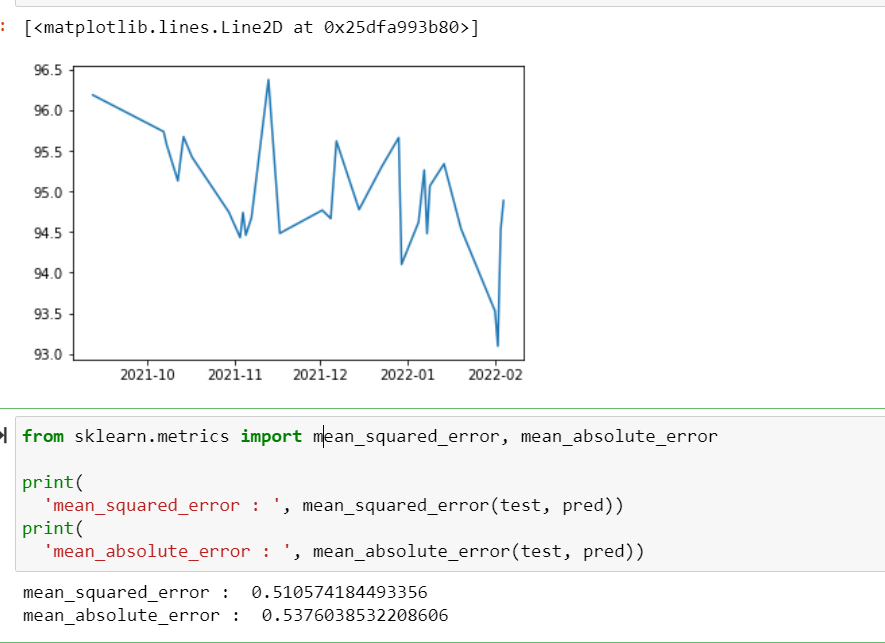 : [<matplotlib.lines.Line2D at 0x25dfa993b80>]
96.5
96.0
95.5
95.0
94.5
94.0
93.5
93.0
2021-10 2021-11 2021-12 2022-01 2022-02
from sklearn.metrics import mean_squared_error, mean_absolute_error
print(
'mean_squared_error : ', mean_squared_error(test, pred))
print(
'mean_absolute_error : ', mean_absolute_error(test, pred))
mean_squared_error :  0.510574184493356
mean_absolute_error :  0.5376038532208606